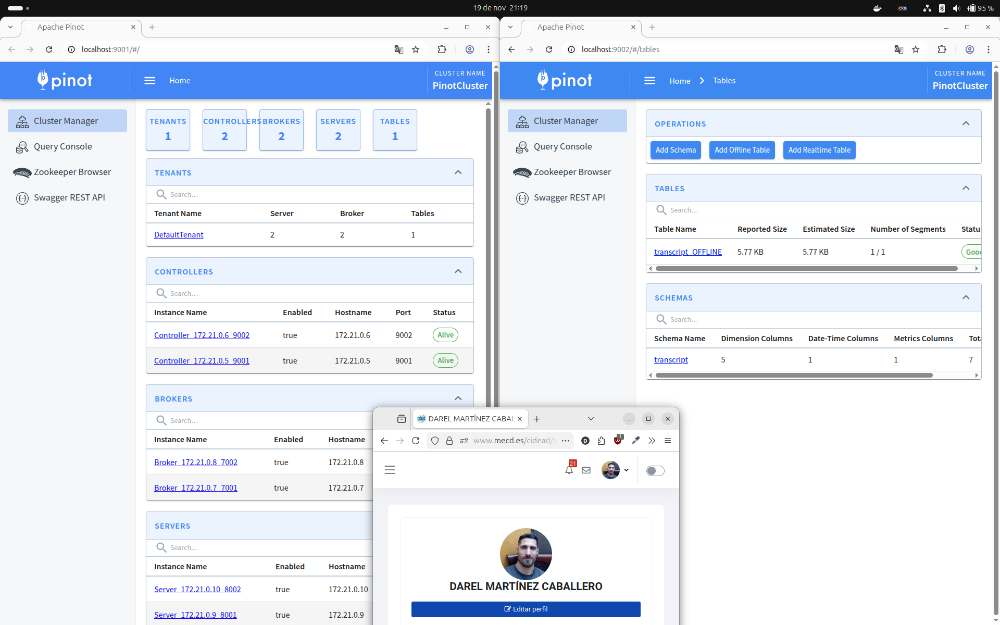 19 de nov 21:19
95 %
Apache Pinot
localhost:9001/#/
pinot
Home
CLUSTER NAME
PinotCluster
Cluster Manager
Query Console
Zookeeper Browser
Swagger REST API
TENANTS
1
CONTROLLERS
2
BROKERS
2
SERVERS
2
TABLES
1
TENANTS
Search...
Tenant Name Server Broker Tables
DefaultTenant 2 2 1
CONTROLLERS
Search...
Instance Name Enabled Hostname Port Status
Controller_172.21.0.6_9002 true 172.21.0.6 9002 Alive
Controller_172.21.0.5_9001 true 172.21.0.5 9001 Alive
BROKERS
Search...
Instance Name Enabled Hostname
Broker_172.21.0.8_7002 true 172.21.0.8
Broker_172.21.0.7_7001 true 172.21.0.7
SERVERS
Search...
Instance Name Enabled Hostname
Server_172.21.0.10_8002 true 172.21.0.10
Server_172.21.0.9_8001 true 172.21.0.9
Apache Pinot
localhost:9002/#/tables
pinot
Home Tables
CLUSTER NAME
PinotCluster
Cluster Manager
Query Console
Zookeeper Browser
Swagger REST API
OPERATIONS
Add Schema Add Offline Table Add Realtime Table
TABLES
Search...
Table Name Reported Size Estimated Size Number of Segments Status
transcript_OFFLINE 5.77 KB 5.77 KB 1 / 1 Good
SCHEMAS
Search...
Schema Name Dimension Columns Date-Time Columns Metrics Columns Tota
transcript 5 1 1 7
DAREL MARTÍNEZ CABAL
www.mecd.es/cidead/a
D
1
21
DAREL MARTÍNEZ CABALLERO
Editar perfil